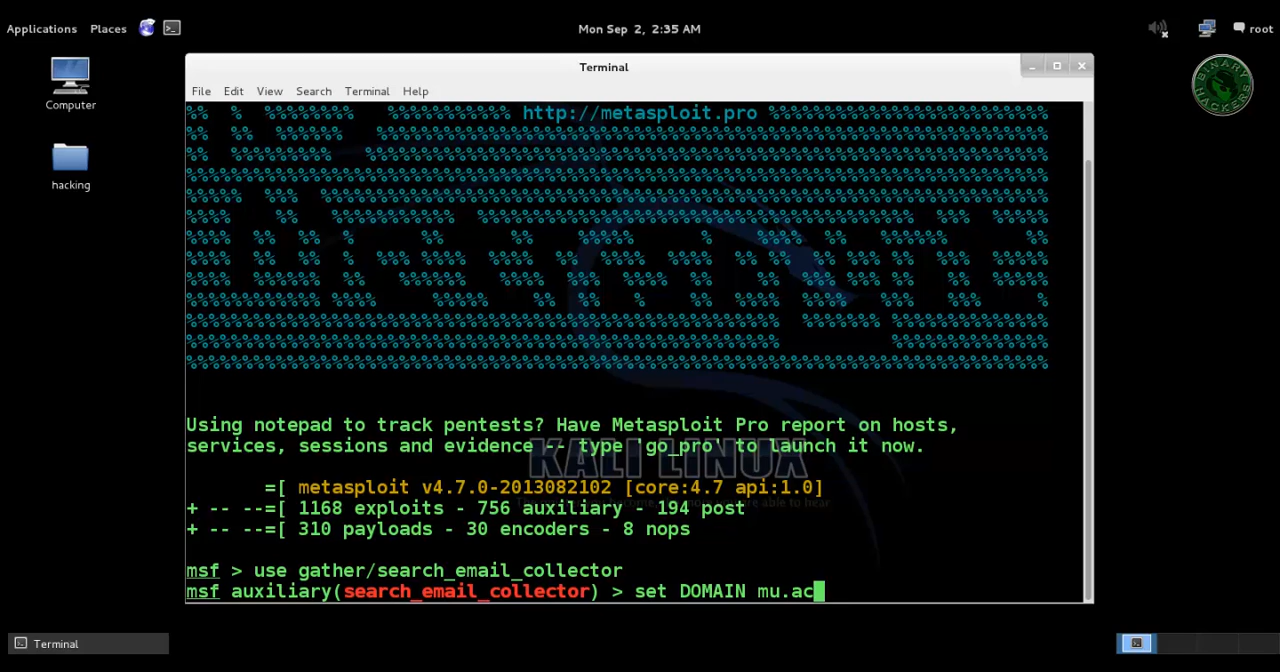 Applications Places Mon Sep 2, 2:35 AM root
Computer
hacking
BINARY HACKERS
Terminal
File Edit View Search Terminal Help
http://metasploit.pro
Using notepad to track pentests? Have Metasploit Pro report on hosts,
services, sessions and evidence -- type 'go_pro' to launch it now.
KALI LINUX
=[ metasploit v4.7.0-2013082102 [core:4.7 api:1.0]
+ -- --=[ 1168 exploits - 756 auxiliary - 194 post
+ -- --=[ 310 payloads - 30 encoders - 8 nops
msf > use gather/search_email_collector
msf auxiliary(search_email_collector) > set DOMAIN mu.ac
Terminal